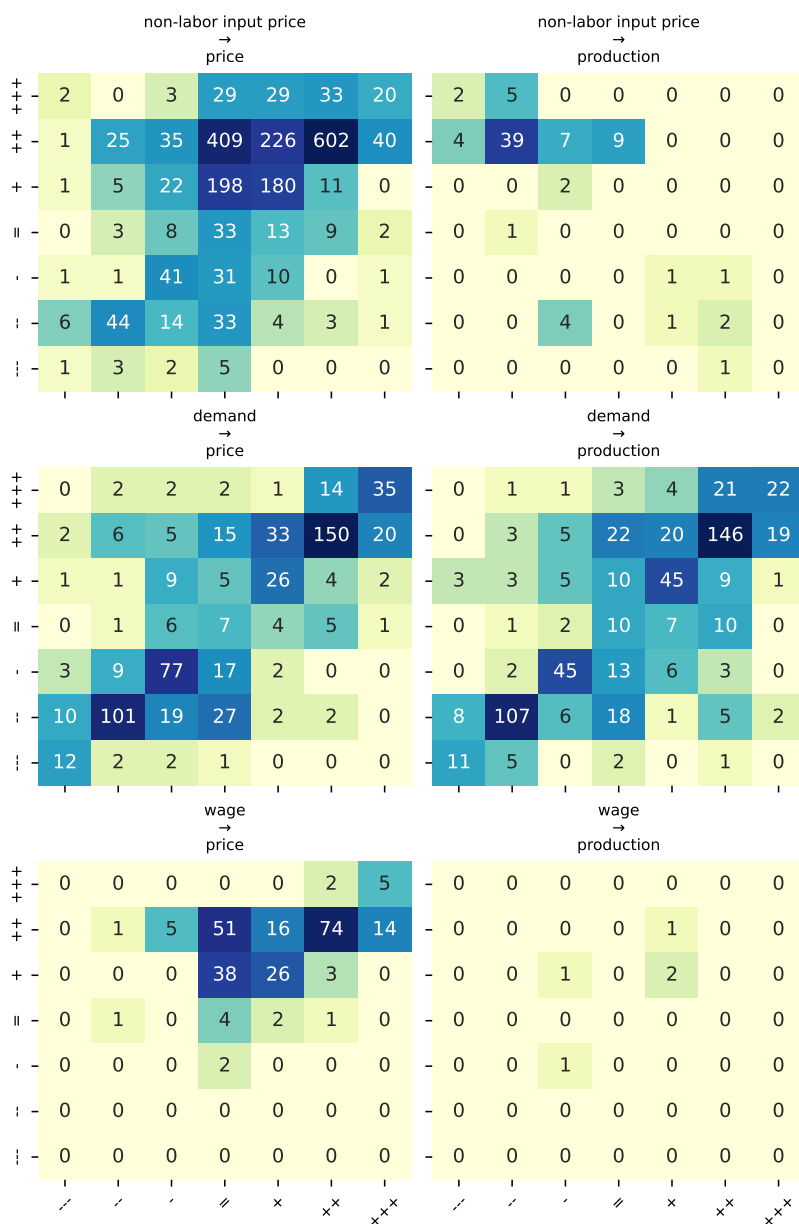 non-labor input price
→
price
+++ 2 0 3 29 29 33 20
++ 1 25 35 409 226 602 40
+ 1 5 22 198 180 11 0
= 0 3 8 33 13 9 2
- 1 1 41 31 10 0 1
-- 6 44 14 33 4 3 1
--- 1 3 2 5 0 0 0
non-labor input price
→
production
2 5 0 0 0 0 0
4 39 7 9 0 0 0
0 0 2 0 0 0 0
0 1 0 0 0 0 0
0 0 0 0 1 1 0
0 0 4 0 1 2 0
0 0 0 0 0 1 0
demand
→
price
+++ 0 2 2 2 1 14 35
++ 2 6 5 15 33 150 20
+ 1 1 9 5 26 4 2
= 0 1 6 7 4 5 1
- 3 9 77 17 2 0 0
-- 10 101 19 27 2 2 0
--- 12 2 2 1 0 0 0
demand
→
production
0 1 1 3 4 21 22
0 3 5 22 20 146 19
3 3 5 10 45 9 1
0 1 2 10 7 10 0
0 2 45 13 6 3 0
8 107 6 18 1 5 2
11 5 0 2 0 1 0
wage
→
price
+++ 0 0 0 0 0 2 5
++ 0 1 5 51 16 74 14
+ 0 0 0 38 26 3 0
= 0 1 0 4 2 1 0
- 0 0 0 2 0 0 0
-- 0 0 0 0 0 0 0
--- 0 0 0 0 0 0 0
--- -- - = + ++ +++
wage
→
production
0 0 0 0 0 0 0
0 0 0 0 1 0 0
0 0 1 0 2 0 0
0 0 0 0 0 0 0
0 0 1 0 0 0 0
0 0 0 0 0 0 0
0 0 0 0 0 0 0
--- -- - = + ++ +++